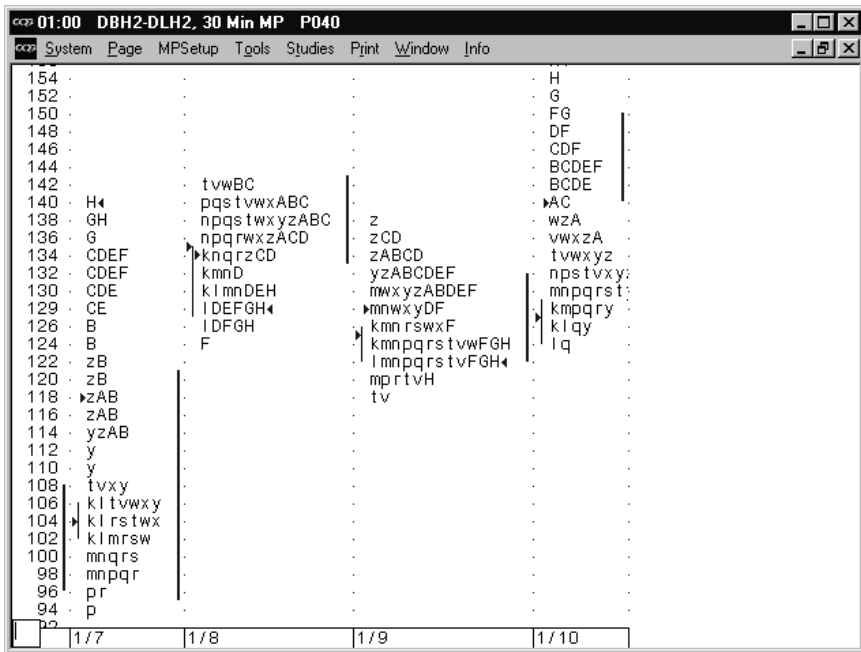 cqg 01:00 DBH2-DLH2, 30 Min MP P040
cqg System Page MPSetup Tools Studies Print Window Info
154 H
152 G
150 FG
148 DF
146 CDF
144 BCDEF
142 tvwBC BCDE
140 H pqstvwxABC AC
138 GH npqstwxyzABC z wzA
136 G npqrwxzACD zCD vwxzA
134 CDEF knqrzCD zABCD tvwxyz
132 CDEF kmnD yzABCDEF npstvxy
130 CDE klmnDEH mwxyzABDEF mnpqrst
129 CE lDEFGH mnwxyDF kmpqry
126 B lDFGH kmnrswxF klqy
124 B F kmnpqrstvwFGH lq
122 zB lmnpqrstvFGH
120 zB mprtvH
118 zAB tv
116 zAB
114 yzAB
112 y
110 y
108 tvxy
106 kltvwxy
104 klrstwx
102 klmrsw
100 mnqrs
98 mnpqr
96 pr
94 p
1/7 1/8 1/9 1/10